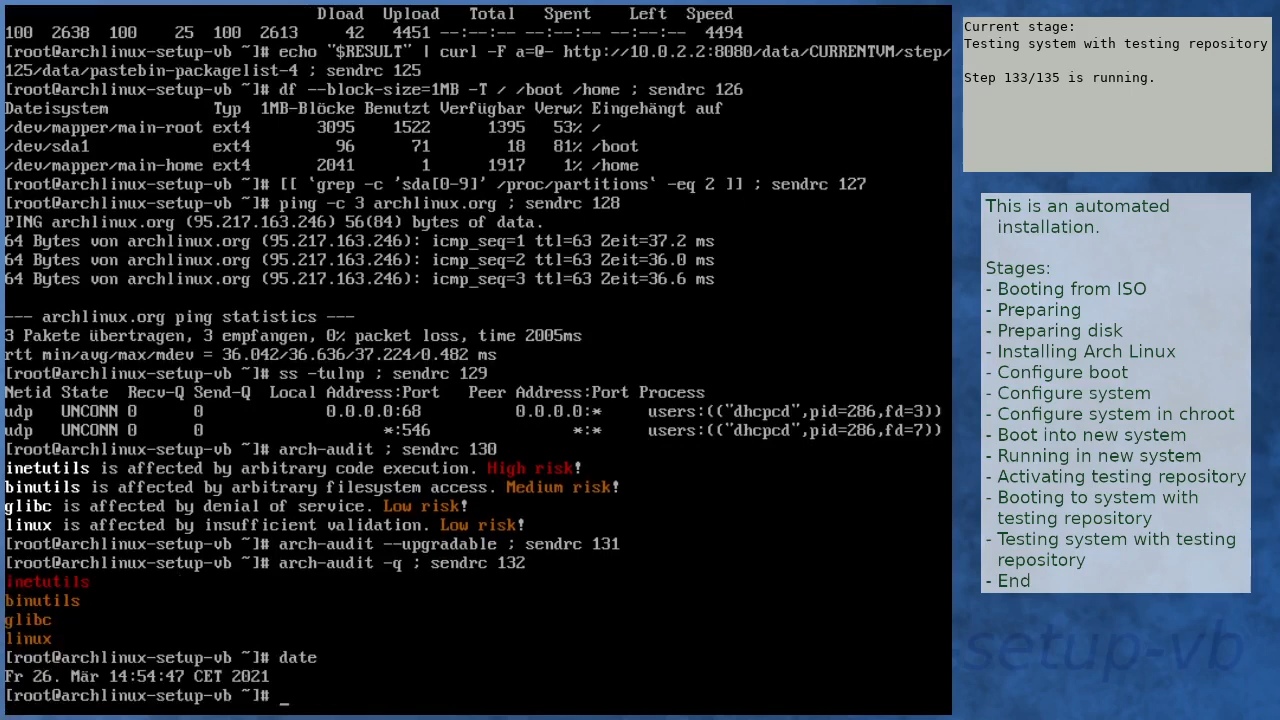 Dload  Upload   Total   Spent    Left  Speed
100  2638  100    25  100  2613     42   4451 --:--:-- --:--:-- --:--:--  4494
[root@archlinux-setup-vb ~]# echo "$RESULT" | curl -F a=@- http://10.0.2.2:8080/data/CURRENTVM/step/
125/data/pastebin-packagelist-4 ; sendrc 125
[root@archlinux-setup-vb ~]# df --block-size=1MB -T / /boot /home ; sendrc 126
Dateisystem           Typ  1MB-Blöcke Benutzt Verfügbar Verw% Eingehängt auf
/dev/mapper/main-root ext4       3095    1522      1395   53% /
/dev/sda1             ext4         96      71        18   81% /boot
/dev/mapper/main-home ext4       2041       1      1917    1% /home
[root@archlinux-setup-vb ~]# [[ `grep -c 'sda[0-9]' /proc/partitions` -eq 2 ]] ; sendrc 127
[root@archlinux-setup-vb ~]# ping -c 3 archlinux.org ; sendrc 128
PING archlinux.org (95.217.163.246) 56(84) bytes of data.
64 Bytes von archlinux.org (95.217.163.246): icmp_seq=1 ttl=63 Zeit=37.2 ms
64 Bytes von archlinux.org (95.217.163.246): icmp_seq=2 ttl=63 Zeit=36.0 ms
64 Bytes von archlinux.org (95.217.163.246): icmp_seq=3 ttl=63 Zeit=36.6 ms
--- archlinux.org ping statistics ---
3 Pakete übertragen, 3 empfangen, 0% packet loss, time 2005ms
rtt min/avg/max/mdev = 36.042/36.636/37.224/0.482 ms
[root@archlinux-setup-vb ~]# ss -tulnp ; sendrc 129
Netid State  Recv-Q Send-Q  Local Address:Port   Peer Address:Port Process
udp   UNCONN 0      0             0.0.0.0:68          0.0.0.0:*     users:(("dhcpcd",pid=286,fd=3))
udp   UNCONN 0      0                   *:546               *:*     users:(("dhcpcd",pid=286,fd=7))
[root@archlinux-setup-vb ~]# arch-audit ; sendrc 130
inetutils is affected by arbitrary code execution. High risk!
binutils is affected by arbitrary filesystem access. Medium risk!
glibc is affected by denial of service. Low risk!
linux is affected by insufficient validation. Low risk!
[root@archlinux-setup-vb ~]# arch-audit --upgradable ; sendrc 131
[root@archlinux-setup-vb ~]# arch-audit -q ; sendrc 132
inetutils
binutils
glibc
linux
[root@archlinux-setup-vb ~]# date
Fr 26. Mär 14:54:47 CET 2021
[root@archlinux-setup-vb ~]# _
Current stage:
Testing system with testing repository
Step 133/135 is running.
This is an automated
installation.
Stages:
- Booting from ISO
- Preparing
- Preparing disk
- Installing Arch Linux
- Configure boot
- Configure system
- Configure system in chroot
- Boot into new system
- Running in new system
- Activating testing repository
- Booting to system with
testing repository
- Testing system with testing
repository
- End
setup-vb